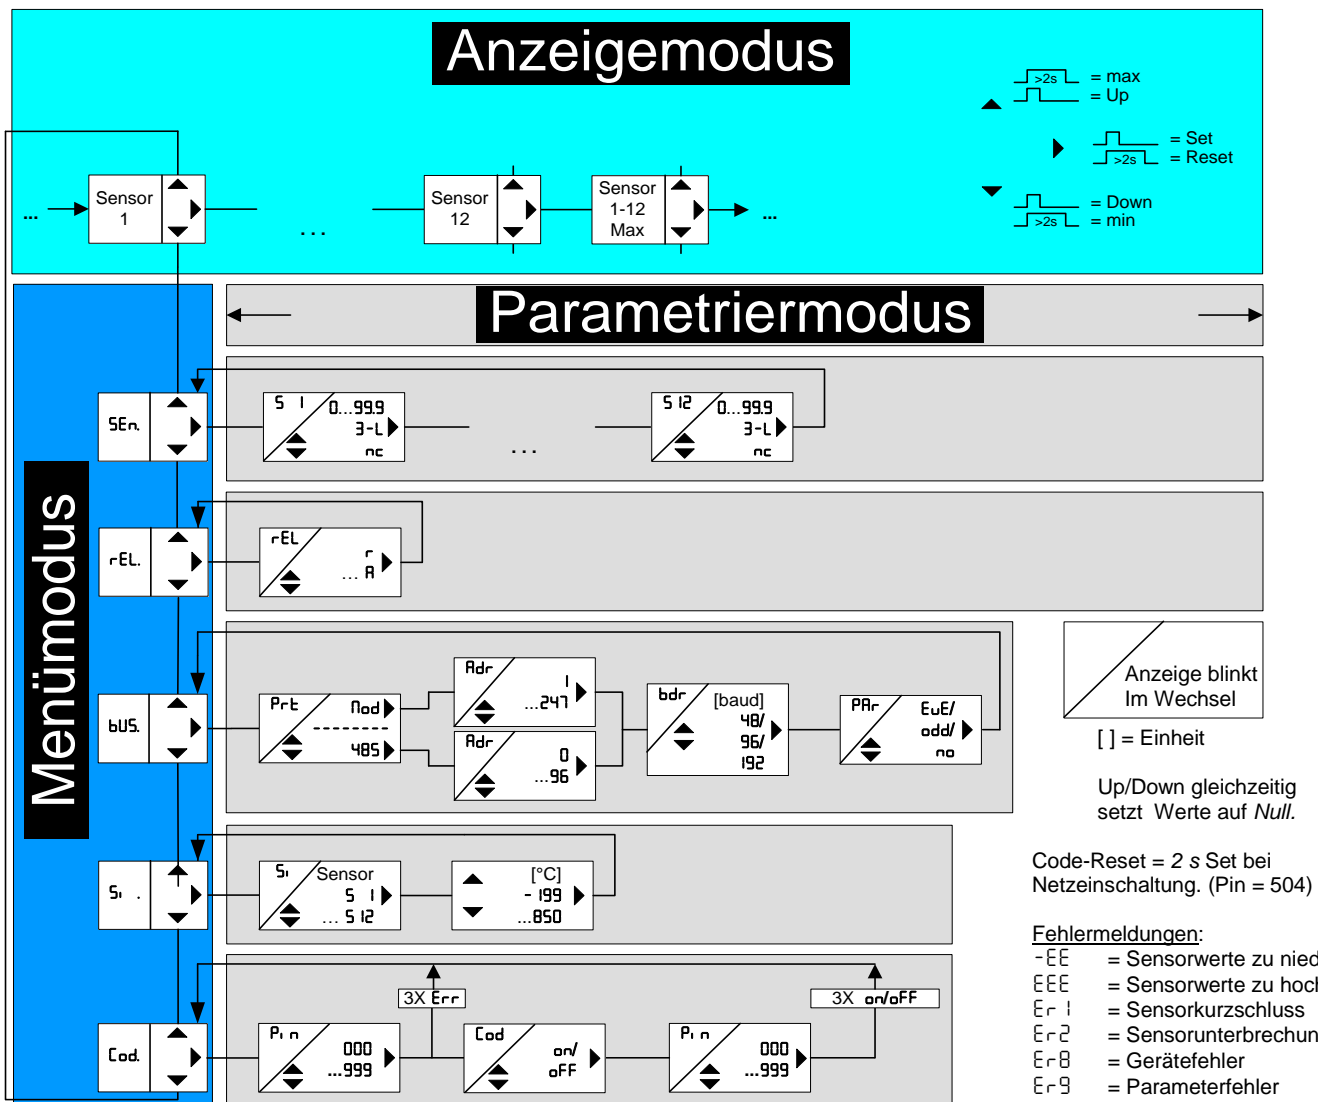 Anzeigemodus
>2s = max
= Up
= Set
>2s = Reset
= Down
>2s = min
...
Sensor
1
...
Sensor
12
Sensor
1-12
Max
...
Parametriermodus
Menümodus
SEn.
S 1
0...99.9
3-L
nc
...
S 12
0...99.9
3-L
nc
rEL.
rEL
r
... A
bUS.
Prt
Mod
485
Adr
1
...247
Adr
0
...96
bdr
[baud]
48/
96/
192
PAr
EvE/
odd/
no
Anzeige blinkt
Im Wechsel
[ ] = Einheit
Up/Down gleichzeitig
setzt Werte auf Null.
Si .
Si
Sensor
S 1
... S 12
[°C]
-199
...850
Code-Reset = 2 s Set bei
Netzeinschaltung. (Pin = 504)
Fehlermeldungen:
-EE = Sensorwerte zu nied
EEE = Sensorwerte zu hoch
Er1 = Sensorkurzschluss
Er2 = Sensorunterbrechun
Er8 = Gerätefehler
Er9 = Parameterfehler
Cod.
Pin
000
...999
3X Err
Cod
on/
oFF
Pin
000
...999
3X on/oFF